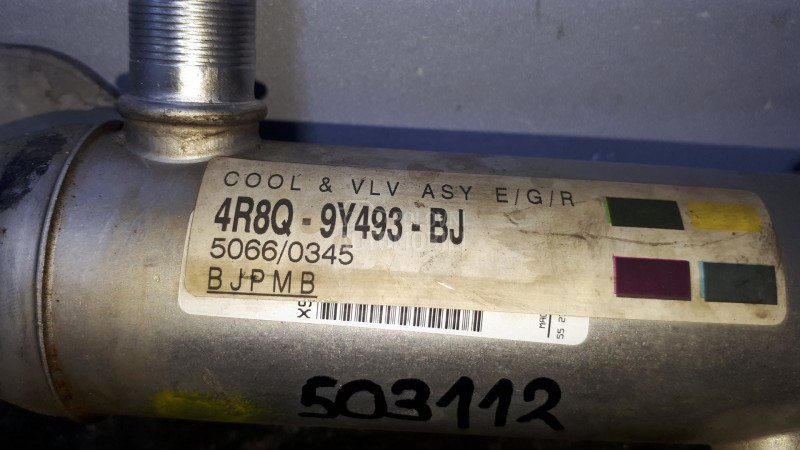 COOL & VLV ASY E/G/R
4R8Q - 9Y493 - BJ
5066/0345
BJPMB
503112